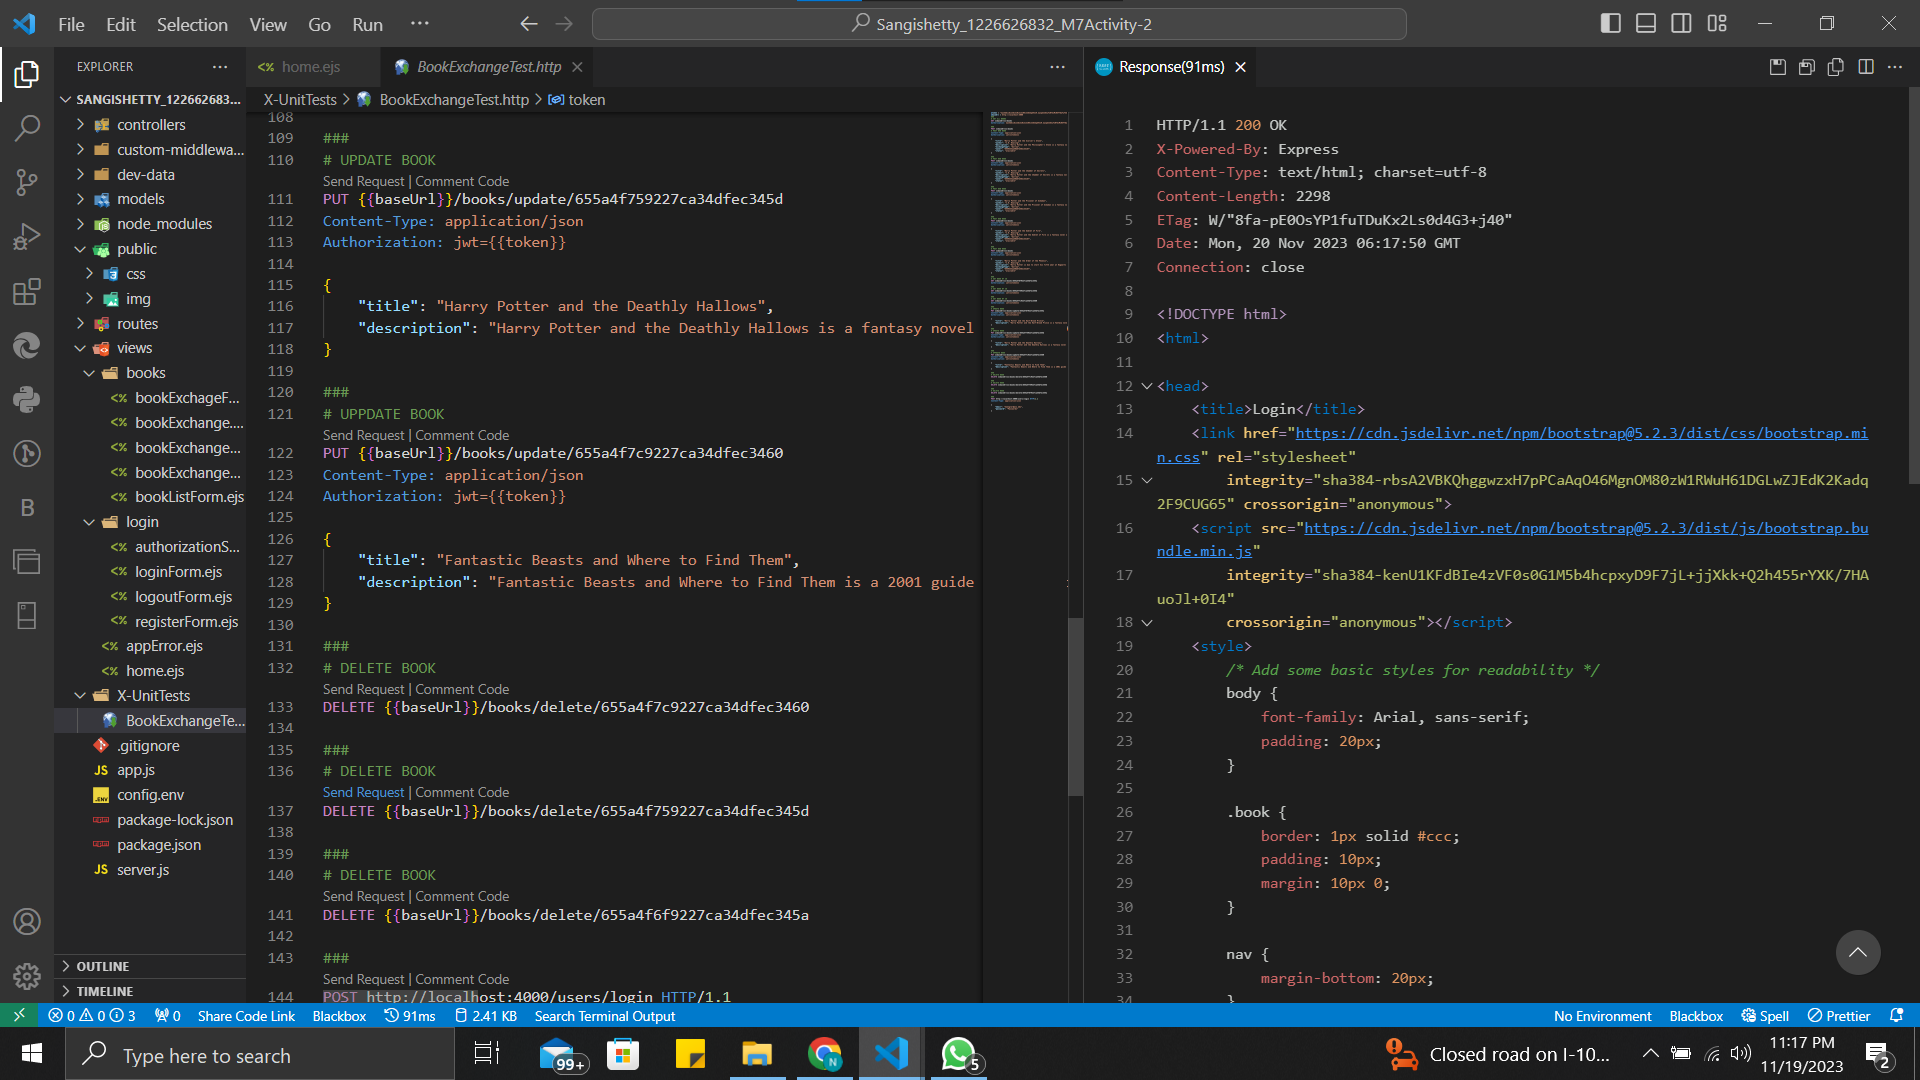 File Edit Selection View Go Run ···
Sangishetty_1226626832_M7Activity-2
EXPLORER
SANGISHETTY_122662683...
controllers
custom-middlewa...
dev-data
models
node_modules
public
css
img
routes
views
books
bookExchageF...
bookExchange....
bookExchange...
bookExchange...
bookListForm.ejs
login
authorizationS...
loginForm.ejs
logoutForm.ejs
registerForm.ejs
appError.ejs
home.ejs
X-UnitTests
BookExchangeTe...
.gitignore
app.js
config.env
package-lock.json
package.json
server.js
OUTLINE
TIMELINE
home.ejs BookExchangeTest.http
X-UnitTests > BookExchangeTest.http > token
108
109 ###
110 # UPDATE BOOK
Send Request | Comment Code
111 PUT {{baseUrl}}/books/update/655a4f759227ca34dfec345d
112 Content-Type: application/json
113 Authorization: jwt={{token}}
114
115 {
116 "title": "Harry Potter and the Deathly Hallows",
117 "description": "Harry Potter and the Deathly Hallows is a fantasy novel
118 }
119
120 ###
121 # UPPDATE BOOK
Send Request | Comment Code
122 PUT {{baseUrl}}/books/update/655a4f7c9227ca34dfec3460
123 Content-Type: application/json
124 Authorization: jwt={{token}}
125
126 {
127 "title": "Fantastic Beasts and Where to Find Them",
128 "description": "Fantastic Beasts and Where to Find Them is a 2001 guide
129 }
130
131 ###
132 # DELETE BOOK
Send Request | Comment Code
133 DELETE {{baseUrl}}/books/delete/655a4f7c9227ca34dfec3460
134
135 ###
136 # DELETE BOOK
Send Request | Comment Code
137 DELETE {{baseUrl}}/books/delete/655a4f759227ca34dfec345d
138
139 ###
140 # DELETE BOOK
Send Request | Comment Code
141 DELETE {{baseUrl}}/books/delete/655a4f6f9227ca34dfec345a
142
143 ###
Send Request | Comment Code
144 POST http://localhost:4000/users/login HTTP/1.1
Response(91ms)
1 HTTP/1.1 200 OK
2 X-Powered-By: Express
3 Content-Type: text/html; charset=utf-8
4 Content-Length: 2298
5 ETag: W/"8fa-pE0OsYP1fuTDuKx2Ls0d4G3+j40"
6 Date: Mon, 20 Nov 2023 06:17:50 GMT
7 Connection: close
8
9 <!DOCTYPE html>
10 <html>
11
12 <head>
13 <title>Login</title>
14 <link href="https://cdn.jsdelivr.net/npm/bootstrap@5.2.3/dist/css/bootstrap.mi
n.css" rel="stylesheet"
15 integrity="sha384-rbsA2VBKQhggwzxH7pPCaAqO46MgnOM80zW1RWuH61DGLwZJEdK2Kadq
2F9CUG65" crossorigin="anonymous">
16 <script src="https://cdn.jsdelivr.net/npm/bootstrap@5.2.3/dist/js/bootstrap.bu
ndle.min.js"
17 integrity="sha384-kenU1KFdBIe4zVF0s0G1M5b4hcpxyD9F7jL+jjXkk+Q2h455rYXK/7HA
uoJl+0I4"
18 crossorigin="anonymous"></script>
19 <style>
20 /* Add some basic styles for readability */
21 body {
22 font-family: Arial, sans-serif;
23 padding: 20px;
24 }
25
26 .book {
27 border: 1px solid #ccc;
28 padding: 10px;
29 margin: 10px 0;
30 }
31
32 nav {
33 margin-bottom: 20px;
34 }
0 0 3 0 Share Code Link Blackbox 91ms 2.41 KB Search Terminal Output
No Environment Blackbox Spell Prettier
Type here to search
99+
5
Closed road on I-10...
11:17 PM
11/19/2023
2